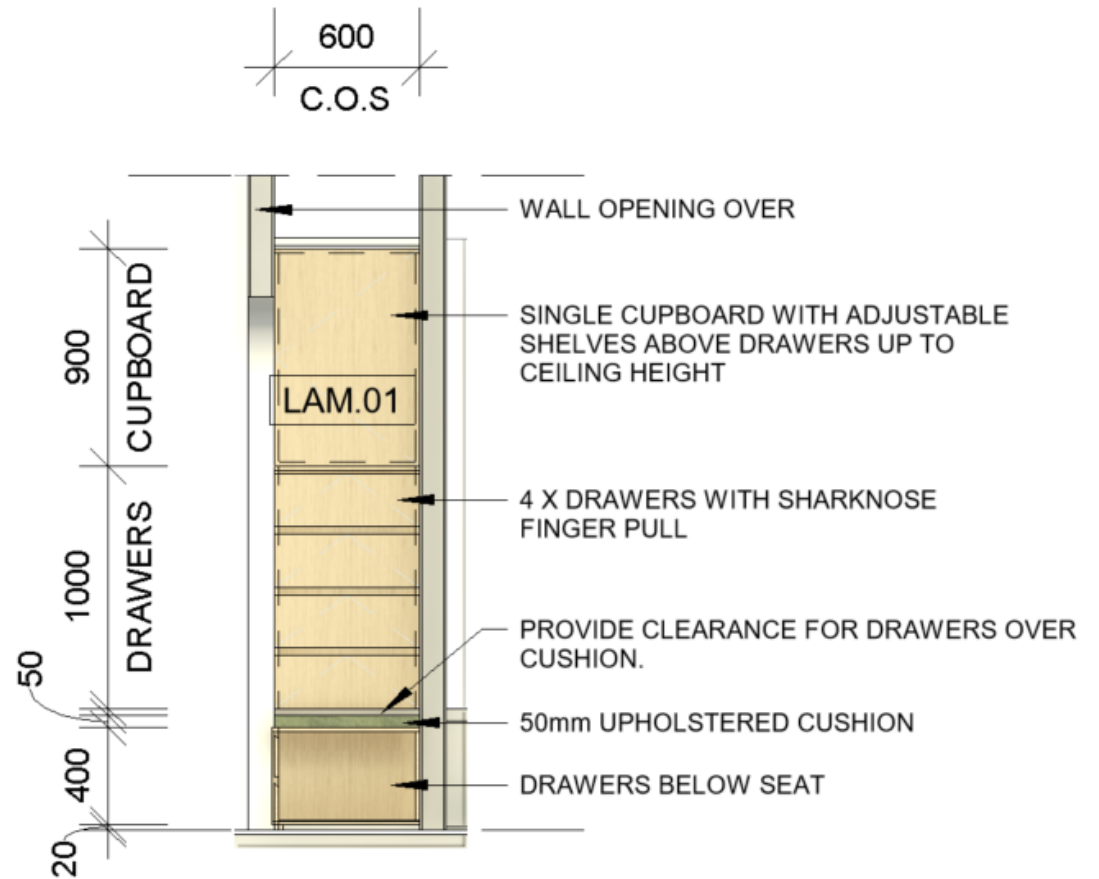 600
C.O.S
WALL OPENING OVER
SINGLE CUPBOARD WITH ADJUSTABLE
SHELVES ABOVE DRAWERS UP TO
CEILING HEIGHT
900
CUPBOARD
LAM.01
4 X DRAWERS WITH SHARKNOSE
FINGER PULL
1000
DRAWERS
PROVIDE CLEARANCE FOR DRAWERS OVER
CUSHION.
50
50mm UPHOLSTERED CUSHION
400
DRAWERS BELOW SEAT
20